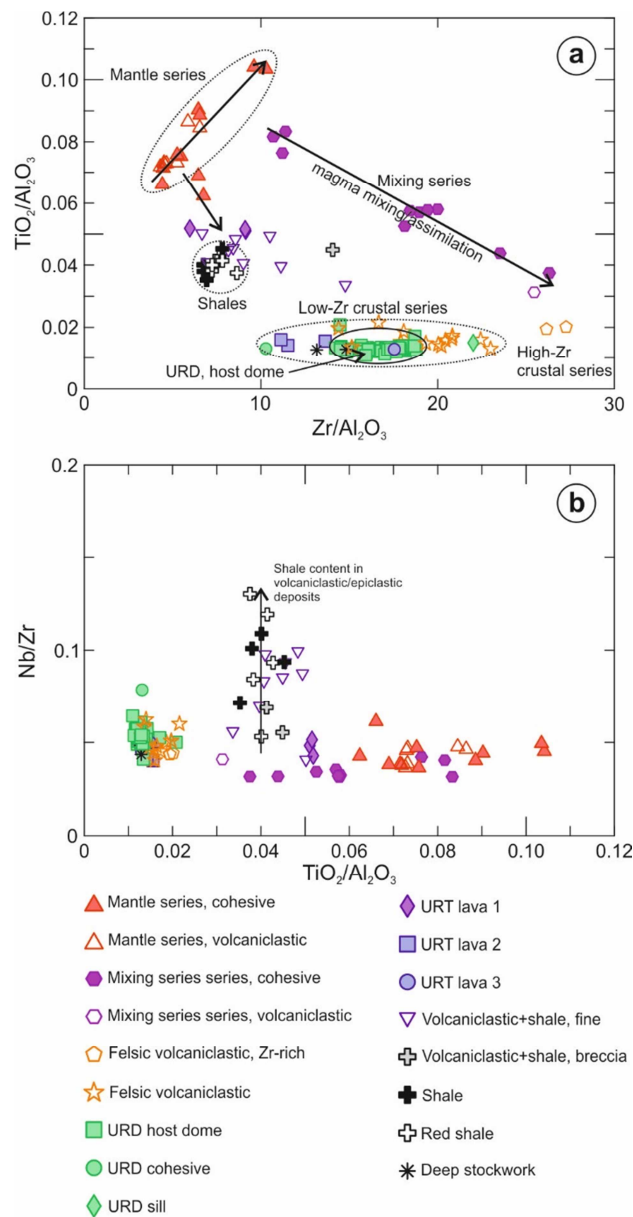 a
0.12
0.10
0.08
0.06
0.04
0.02
0
TiO2/Al2O3
Mantle series
Mixing series
magma mixing/assimilation
Shales
Low-Zr crustal series
URD, host dome
High-Zr
crustal series
0
10
20
30
Zr/Al2O3
b
0.2
0.1
0
Nb/Zr
Shale content in
volcaniclastic/epiclastic
deposits
0
0.02
0.04
0.06
0.08
0.10
0.12
TiO2/Al2O3
Mantle series, cohesive
Mantle series, volcaniclastic
Mixing series series, cohesive
Mixing series series, volcaniclastic
Felsic volcaniclastic, Zr-rich
Felsic volcaniclastic
URD host dome
URD cohesive
URD sill
URT lava 1
URT lava 2
URT lava 3
Volcaniclastic+shale, fine
Volcaniclastic+shale, breccia
Shale
Red shale
Deep stockwork